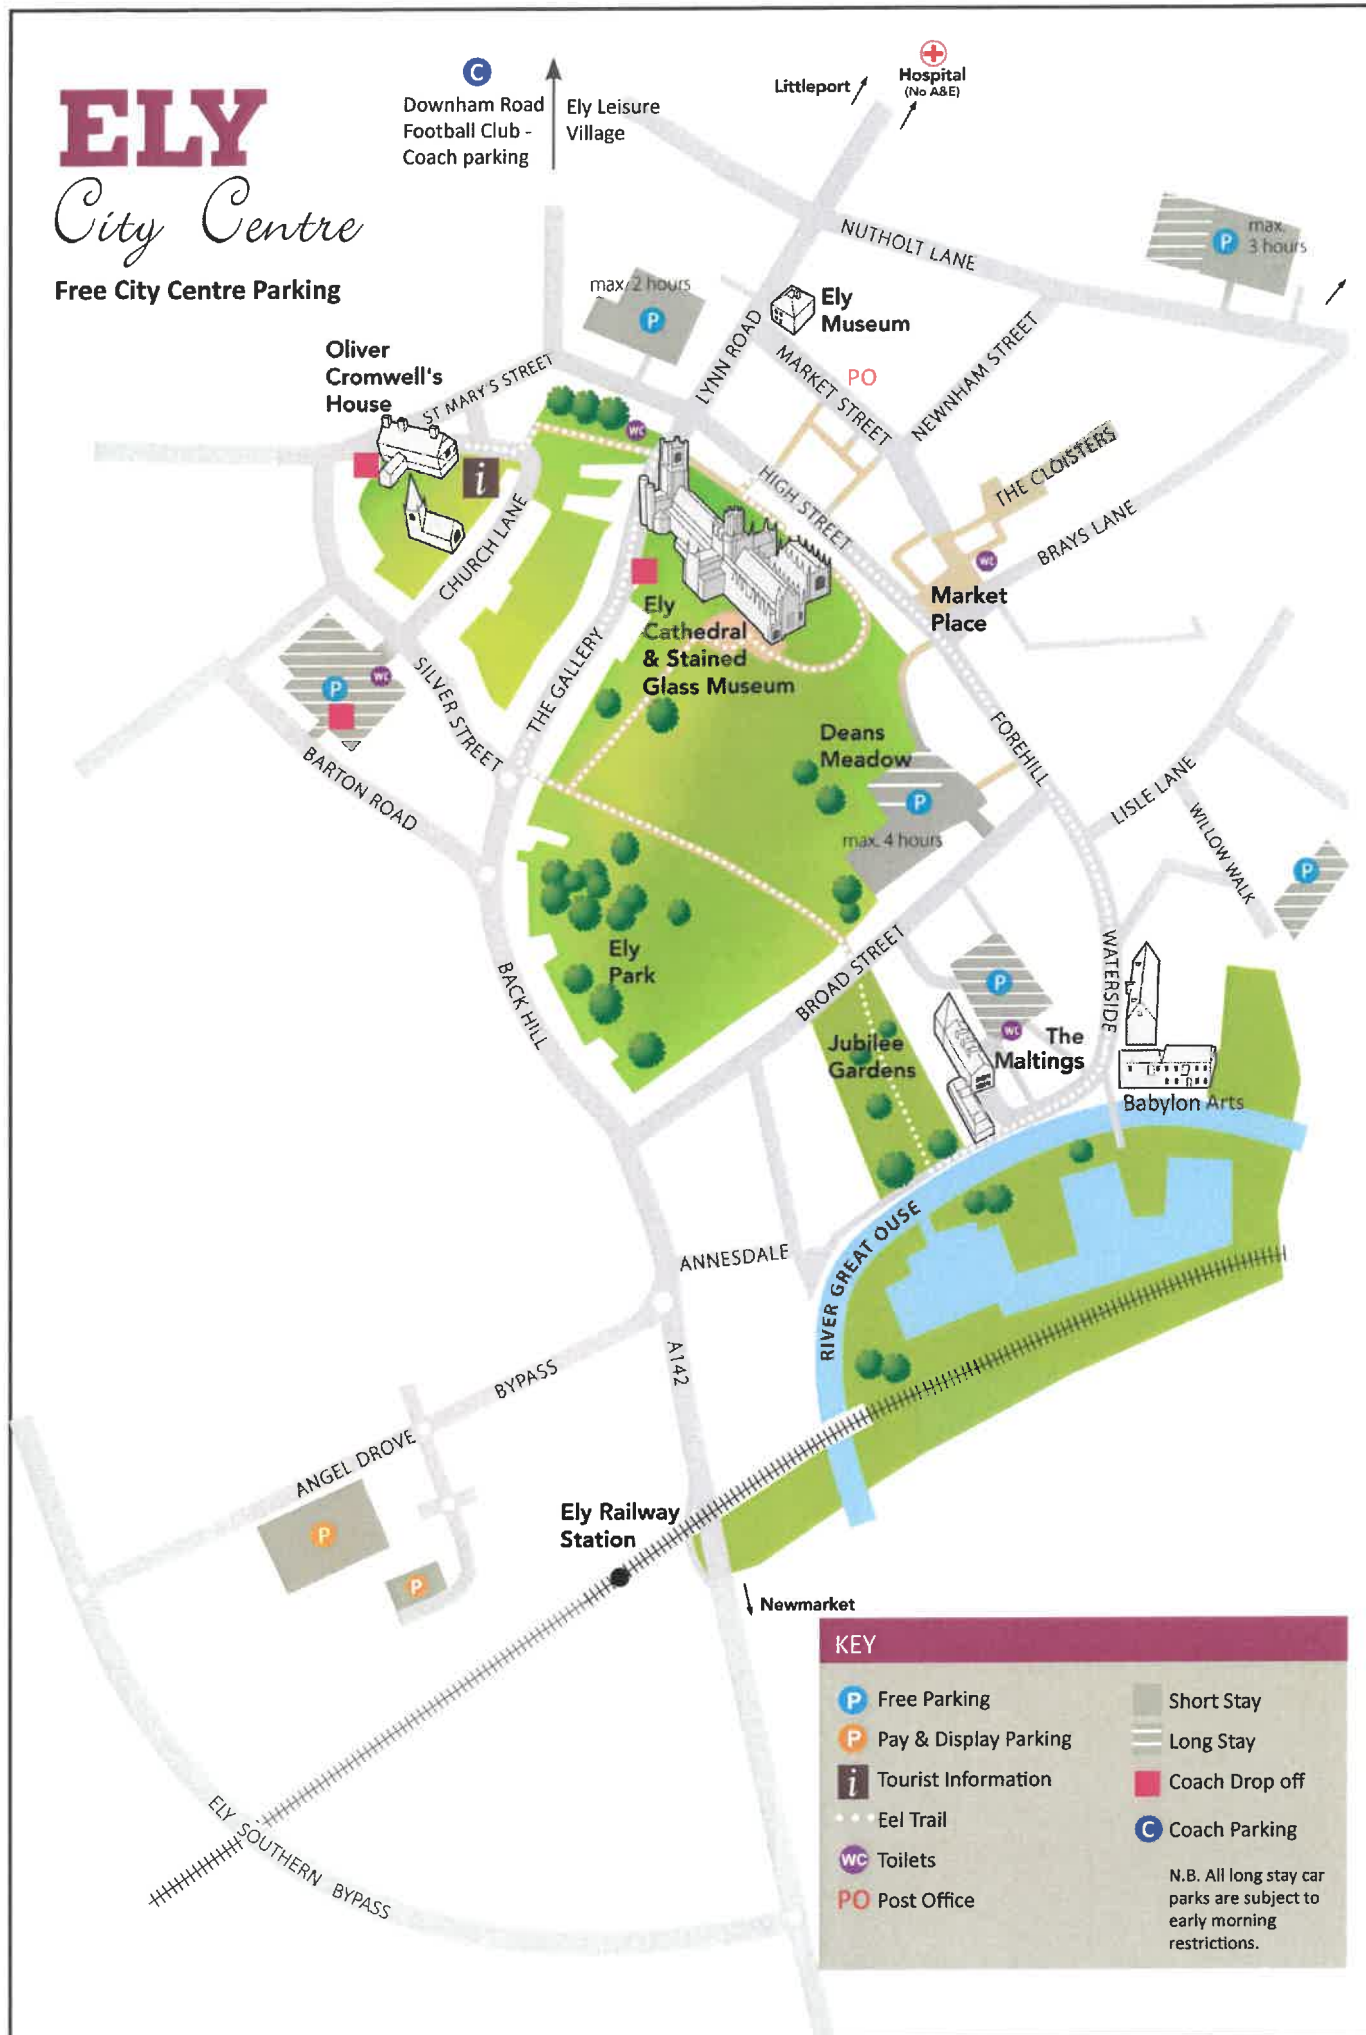 ELY
City Centre
Free City Centre Parking
C
Downham Road
Football Club -
Coach parking
Ely Leisure
Village
Littleport
Hospital
(No A&E)
NUTHOLT LANE
P
max.
3 hours
max. 2 hours
P
Ely
Museum
LYNN ROAD
MARKET STREET
PO
NEWNHAM STREET
Oliver
Cromwell's
House
ST MARY'S STREET
WC
i
CHURCH LANE
HIGH STREET
THE CLOISTERS
BRAYS LANE
WC
Market
Place
Ely
Cathedral
& Stained
Glass Museum
THE GALLERY
P
WC
SILVER STREET
BARTON ROAD
Deans
Meadow
P
max. 4 hours
FOREHILL
LISLE LANE
WILLOW WALK
P
Ely
Park
BACK HILL
BROAD STREET
P
WC
WATERSIDE
The
Maltings
Jubilee
Gardens
Babylon Arts
RIVER GREAT OUSE
ANNESDALE
A142
BYPASS
ANGEL DROVE
P
P
Ely Railway
Station
Newmarket
ELY SOUTHERN BYPASS
KEY
P Free Parking
P Pay & Display Parking
i Tourist Information
Eel Trail
WC Toilets
PO Post Office
Short Stay
Long Stay
Coach Drop off
C Coach Parking
N.B. All long stay car
parks are subject to
early morning
restrictions.